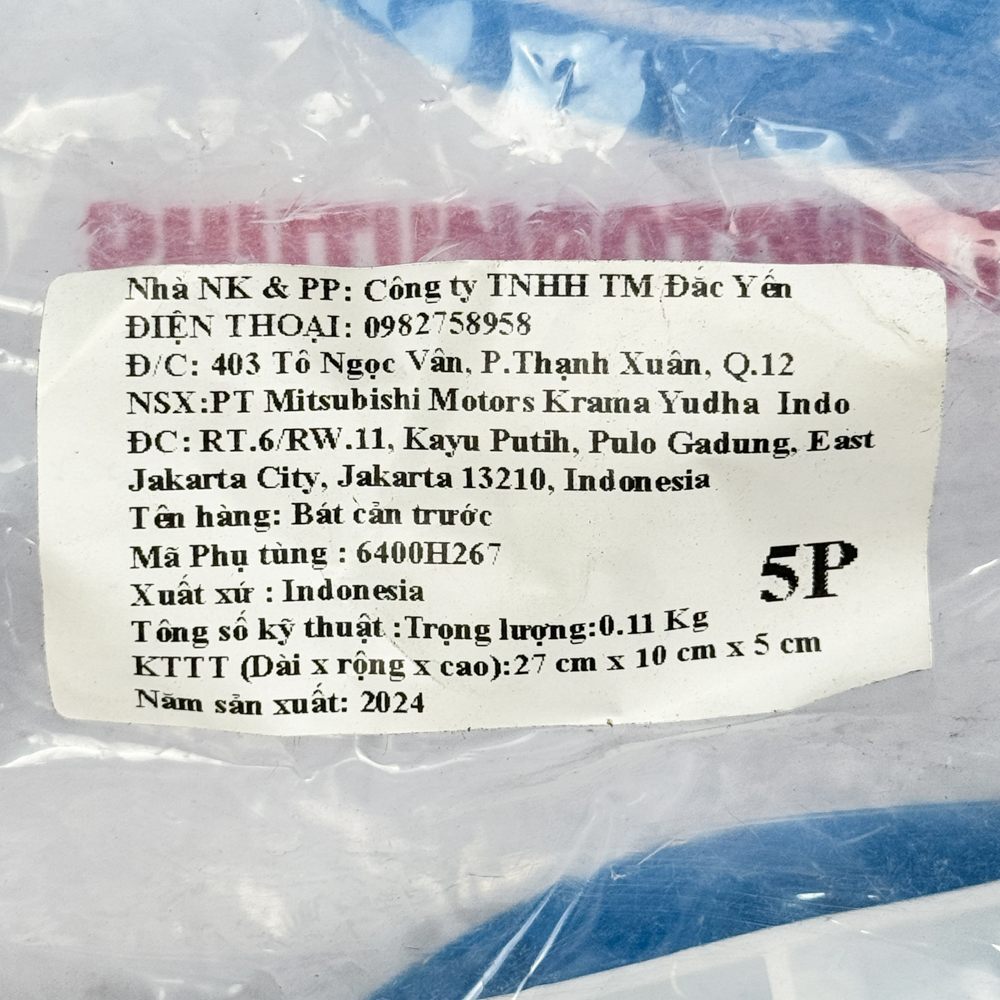 Nhà NK & PP: Công ty TNHH TM Đắc Yến
ĐIỆN THOẠI: 0982758958
Đ/C: 403 Tô Ngọc Vân, P.Thạnh Xuân, Q.12
NSX:PT Mitsubishi Motors Krama Yudha Indo
ĐC: RT.6/RW.11, Kayu Putih, Pulo Gadung, East
Jakarta City, Jakarta 13210, Indonesia
Tên hàng: Bát cản trước
Mã Phụ tùng : 6400H267
5P
Xuất xứ : Indonesia
Tông số kỹ thuật :Trọng lượng:0.11 Kg
KTTT (Dài x rộng x cao):27 cm x 10 cm x 5 cm
Năm sản xuất: 2024